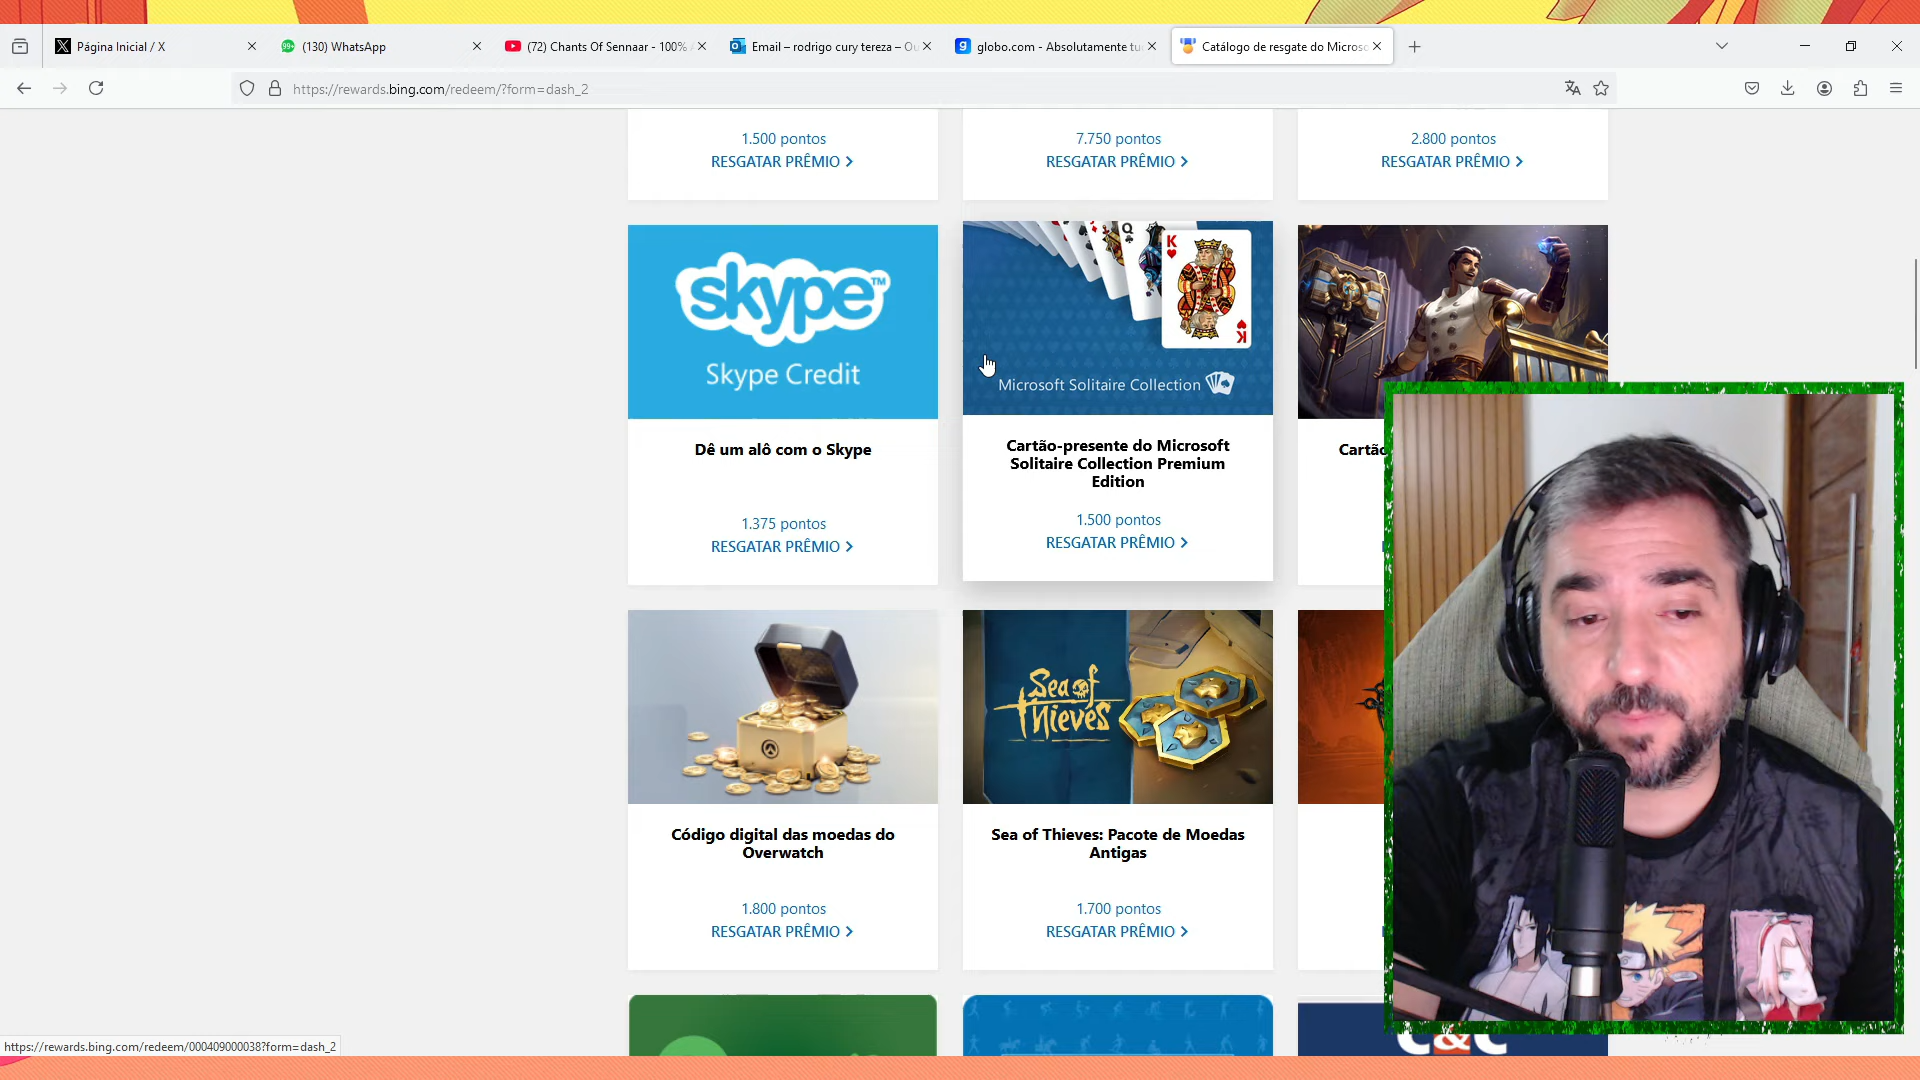 Página Inicial / X
(130) WhatsApp
(72) Chants Of Sennaar - 100%
Email – rodrigo cury tereza – Ou
globo.com - Absolutamente tu
Catálogo de resgate do Microso
https://rewards.bing.com/redeem/?form=dash_2
1.500 pontos
RESGATAR PRÊMIO
7.750 pontos
RESGATAR PRÊMIO
2.800 pontos
RESGATAR PRÊMIO
skype™
Skype Credit
Dê um alô com o Skype
1.375 pontos
RESGATAR PRÊMIO
Q
K
K
Microsoft Solitaire Collection
Cartão-presente do Microsoft
Solitaire Collection Premium
Edition
1.500 pontos
RESGATAR PRÊMIO
Código digital das moedas do
Overwatch
1.800 pontos
RESGATAR PRÊMIO
Sea of Thieves
Sea of Thieves: Pacote de Moedas
Antigas
1.700 pontos
RESGATAR PRÊMIO
C&C
https://rewards.bing.com/redeem/000409000038?form=dash_2